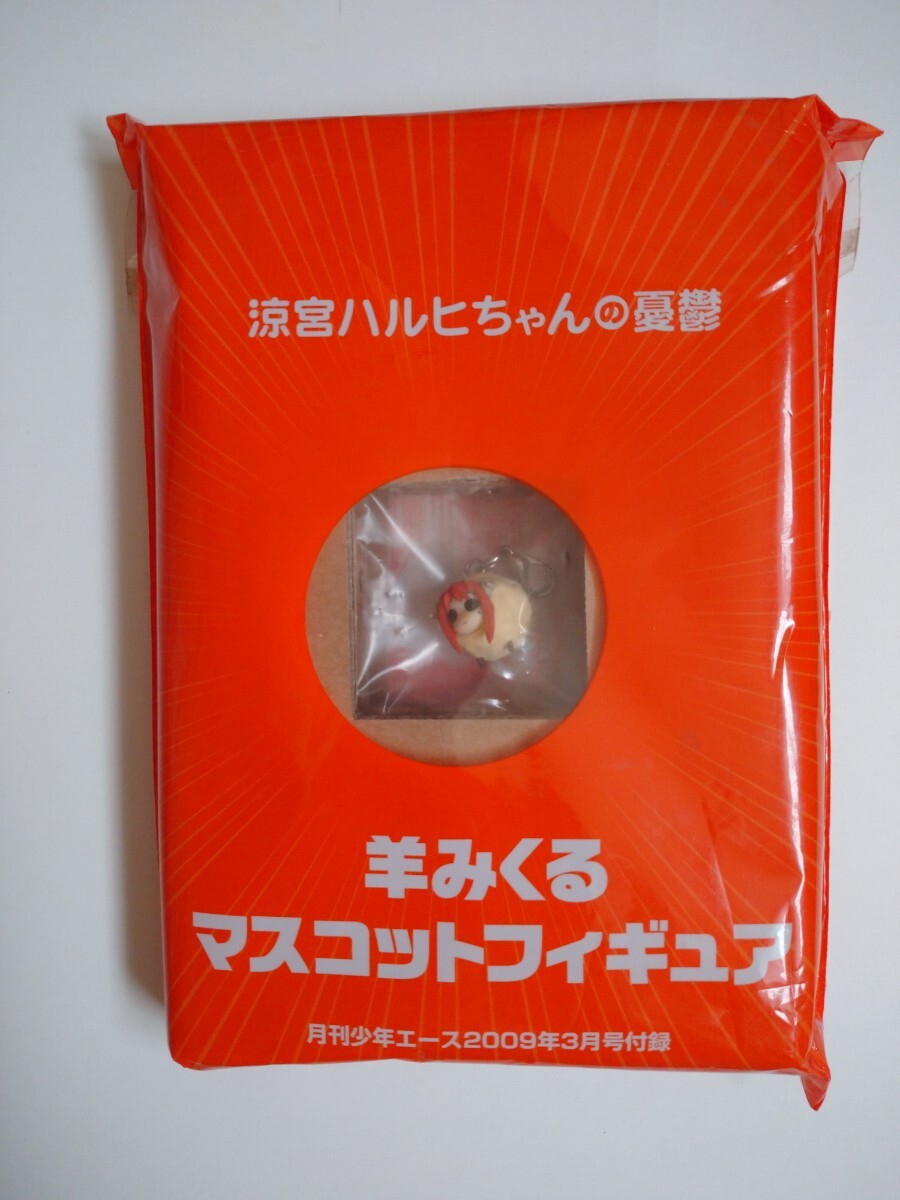 涼宮ハルヒちゃんの憂鬱
羊みくる
マスコットフィギュア
月刊少年エース2009年3月号付録